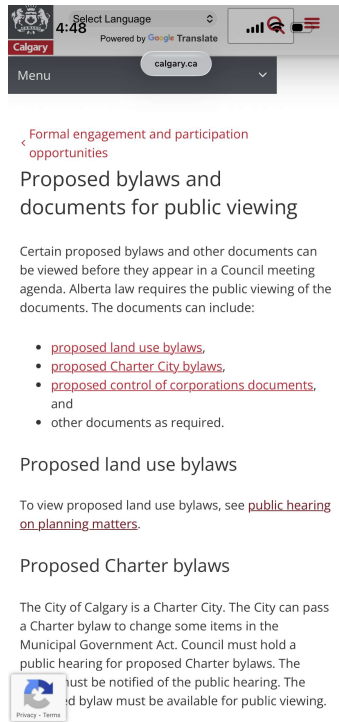 Select Language
4:48
Powered by Google Translate
Calgary
calgary.ca
Menu
Formal engagement and participation
opportunities
Proposed bylaws and
documents for public viewing
Certain proposed bylaws and other documents can
be viewed before they appear in a Council meeting
agenda. Alberta law requires the public viewing of the
documents. The documents can include:
proposed land use bylaws,
proposed Charter City bylaws,
proposed control of corporations documents,
and
other documents as required.
Proposed land use bylaws
To view proposed land use bylaws, see public hearing
on planning matters.
Proposed Charter bylaws
The City of Calgary is a Charter City. The City can pass
a Charter bylaw to change some items in the
Municipal Government Act. Council must hold a
public hearing for proposed Charter bylaws. The
must be notified of the public hearing. The
bylaw must be available for public viewing.
Privacy - Terms